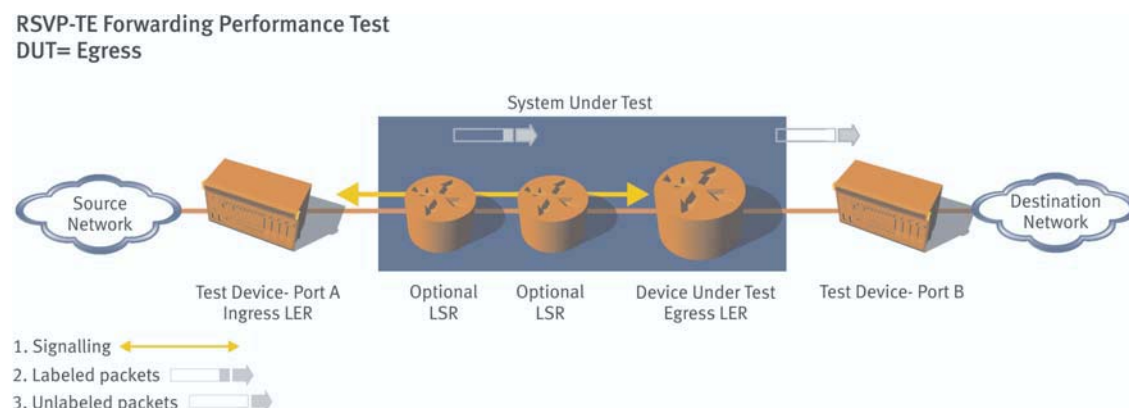 RSVP-TE Forwarding Performance Test
DUT= Egress
System Under Test
Source
Network
Destination
Network
Test Device- Port A
Ingress LER
Optional
LSR
Optional
LSR
Device Under Test
Egress LER
Test Device- Port B
1. Signalling
2. Labeled packets
3. Unlabeled packets